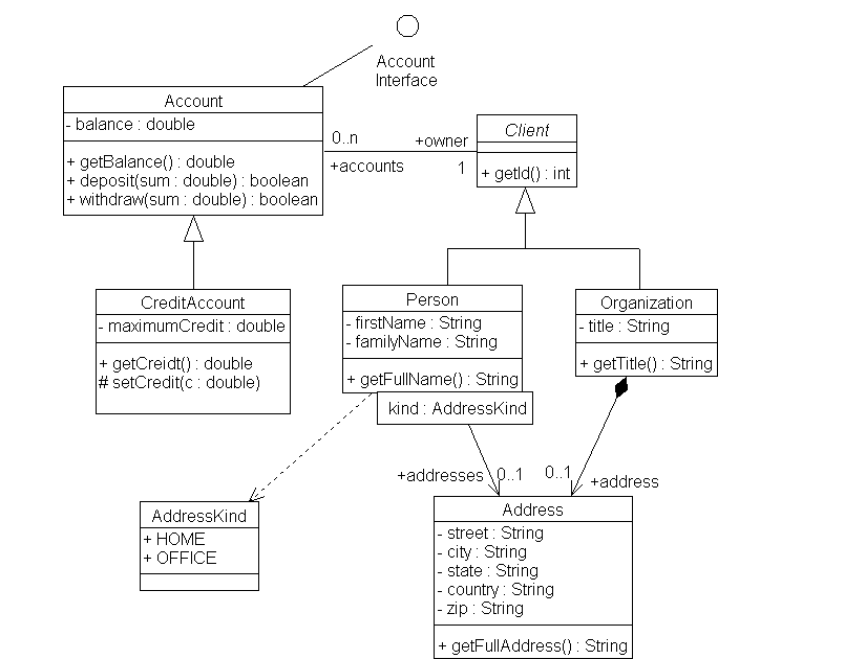 Account
Interface
Account
- balance : double
+ getBalance() : double
+ deposit(sum : double) : boolean
+ withdraw(sum : double) : boolean
0..n
+accounts
+owner
1
Client
+ getId() : int
CreditAccount
- maximumCredit : double
+ getCreidt() : double
# setCredit(c : double)
Person
- firstName : String
- familyName : String
+ getFullName() : String
kind : AddressKind
Organization
- title : String
+ getTitle() : String
+addresses
0..1
0..1
+address
AddressKind
+ HOME
+ OFFICE
Address
- street : String
- city : String
- state : String
- country : String
- zip : String
+ getFullAddress() : String